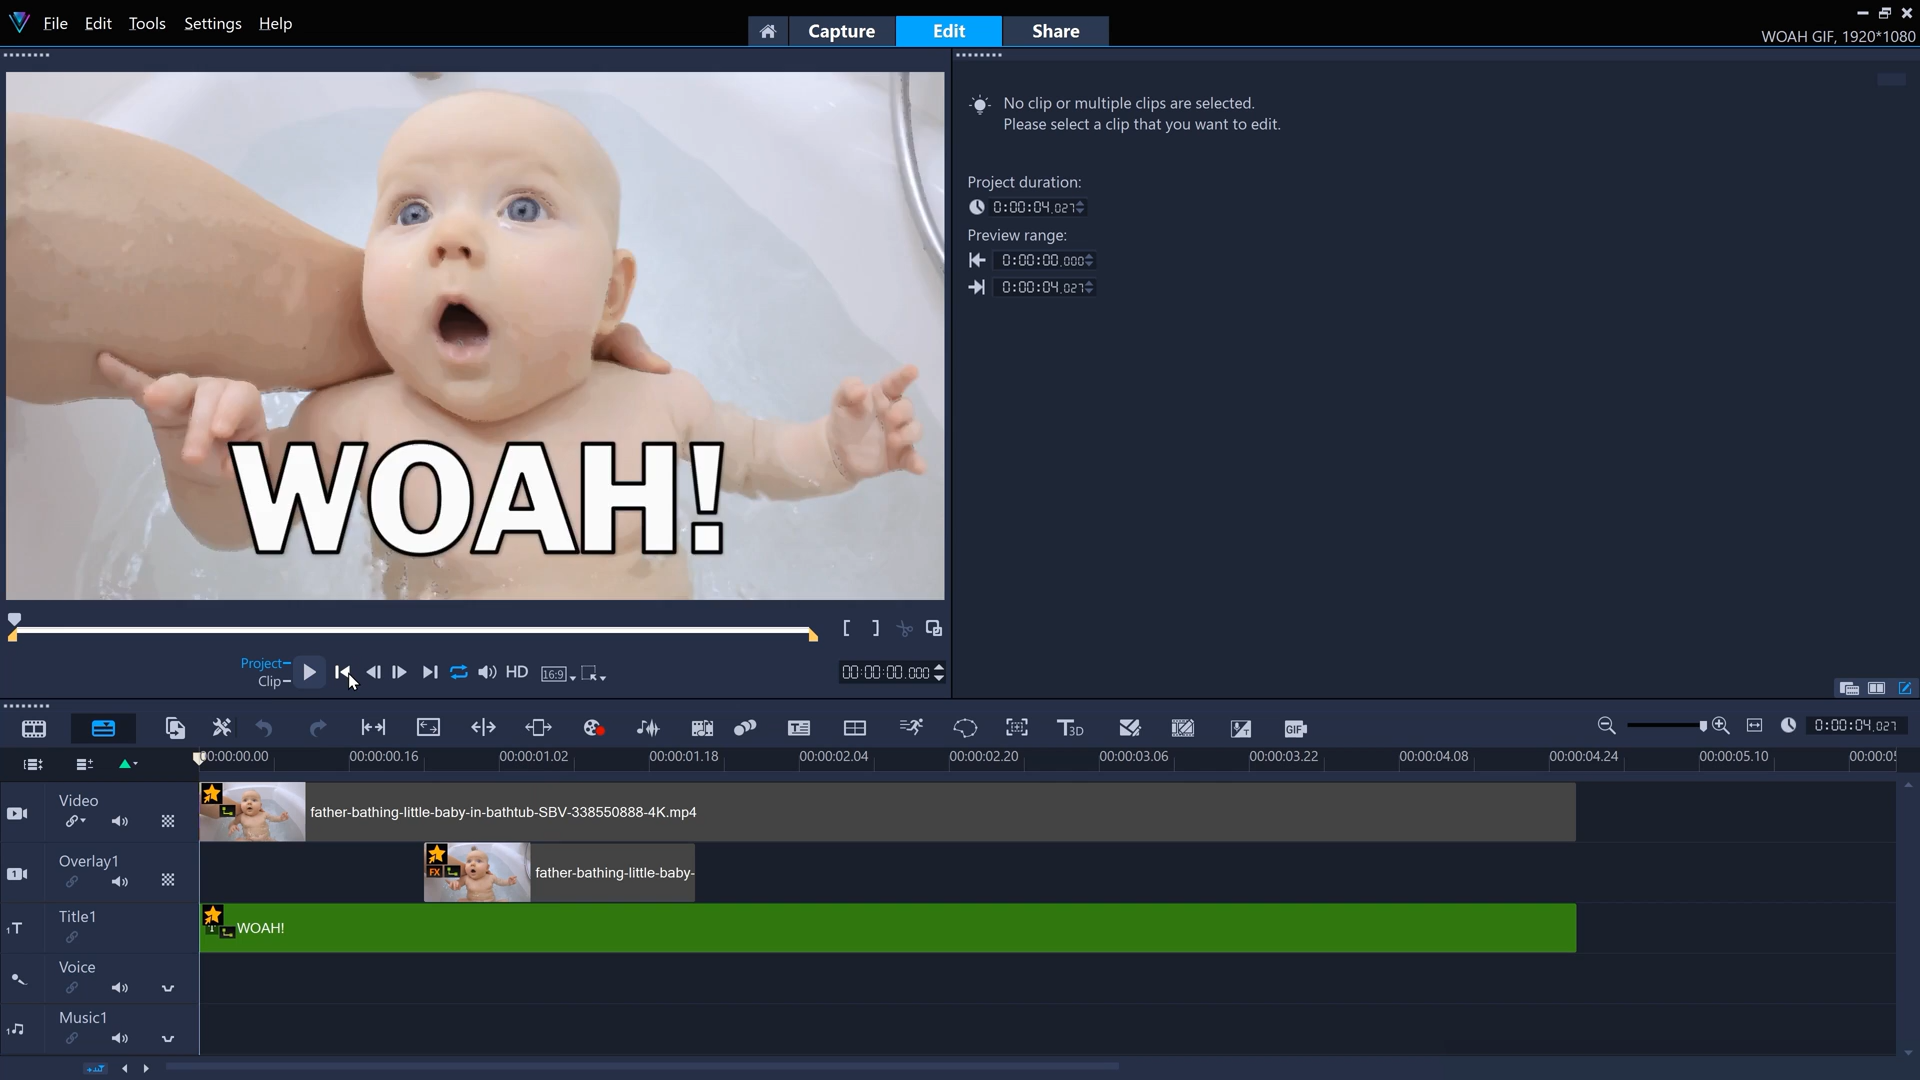 File Edit Tools Settings Help
Capture Edit Share
WOAH GIF, 1920*1080
WOAH!
No clip or multiple clips are selected.
Please select a clip that you want to edit.
Project duration:
0:00:04.027
Preview range:
0:00:00.000
0:00:04.027
[ ]
Project
Clip
HD 16:9
00:00:00.000
T3D GIF 0:00:04.027
00:00:00.00 00:00:00.16 00:00:01.02 00:00:01.18 00:00:02.04 00:00:02.20 00:00:03.06 00:00:03.22 00:00:04.08 00:00:04.24 00:00:05.10
Video
father-bathing-little-baby-in-bathtub-SBV-338550888-4K.mp4
Overlay1
FX
father-bathing-little-baby-
Title1
WOAH!
Voice
Music1